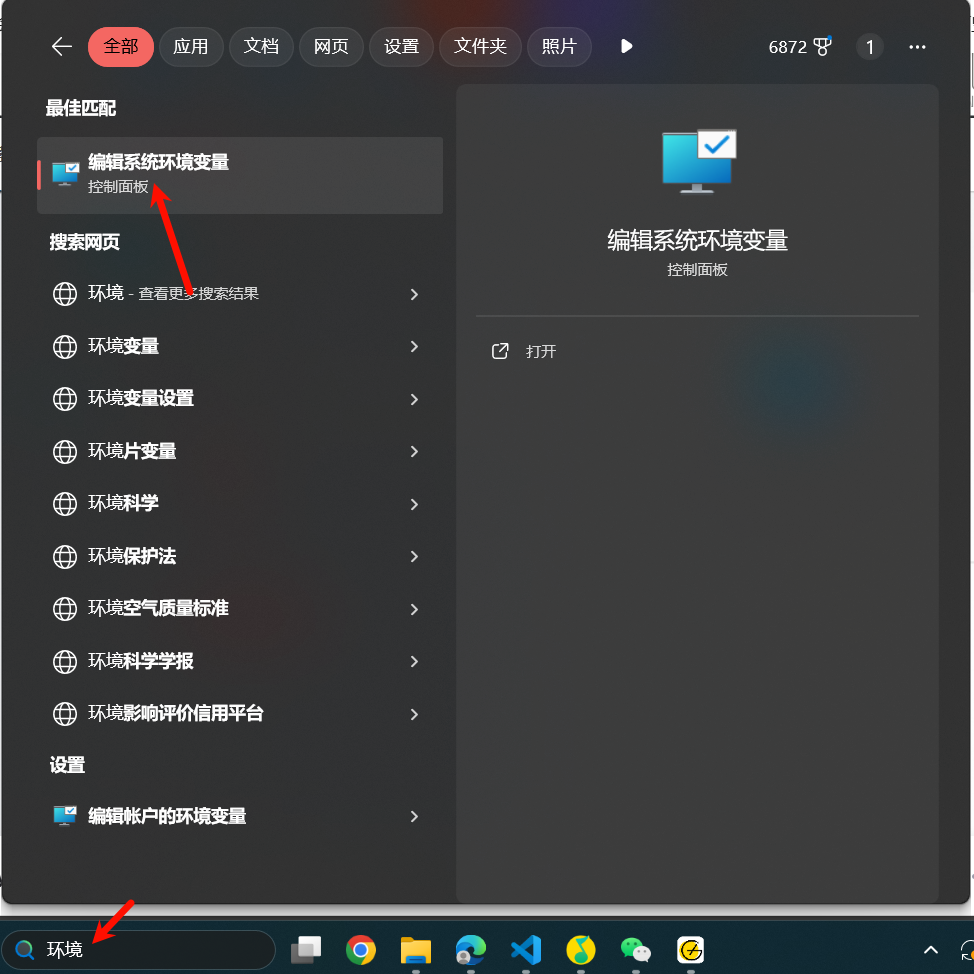 全部 应用 文档 网页 设置 文件夹 照片 6872 1
最佳匹配
编辑系统环境变量
控制面板
搜索网页
环境 - 查看更多搜索结果
环境变量
环境变量设置
环境片变量
环境科学
环境保护法
环境空气质量标准
环境科学学报
环境影响评价信用平台
设置
编辑帐户的环境变量
编辑系统环境变量
控制面板
打开
环境